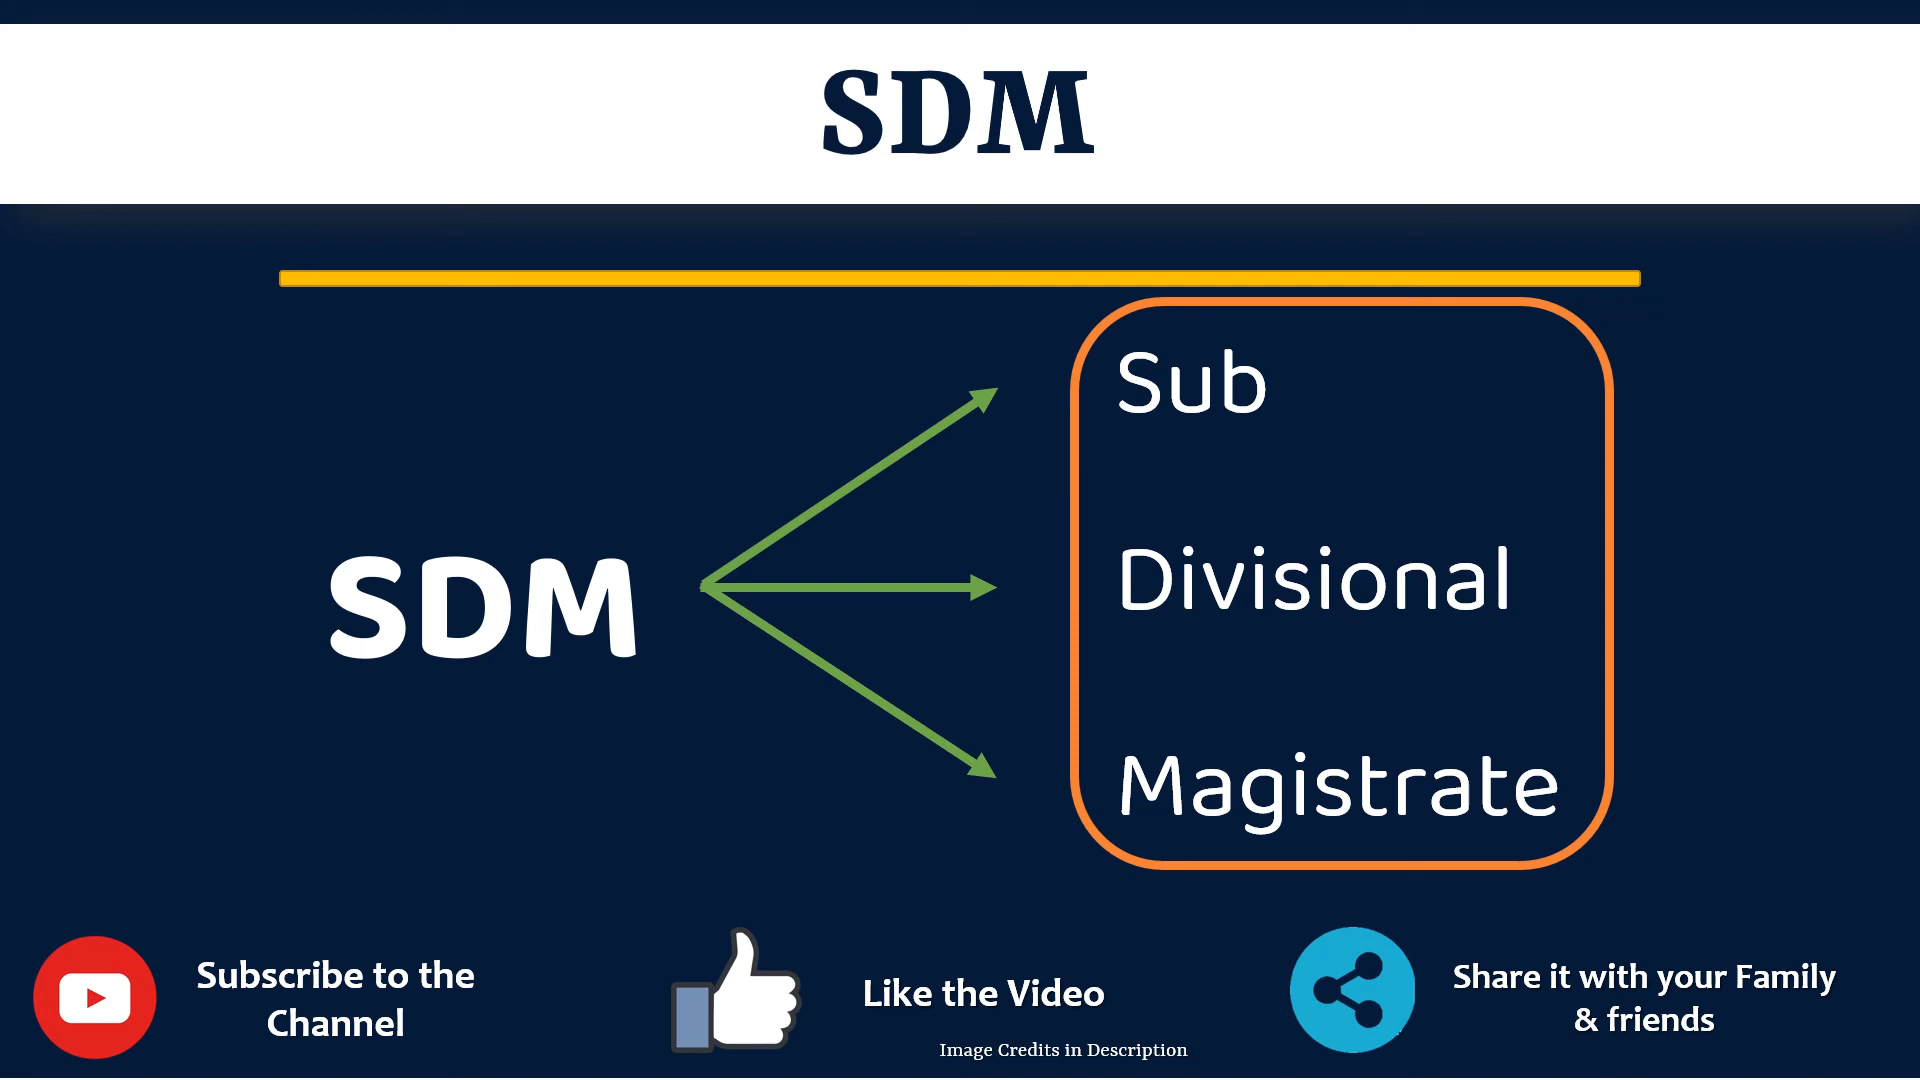 SDM
SDM
Sub
Divisional
Magistrate
Subscribe to the
Channel
Like the Video
Share it with your Family
& friends
Image Credits in Description